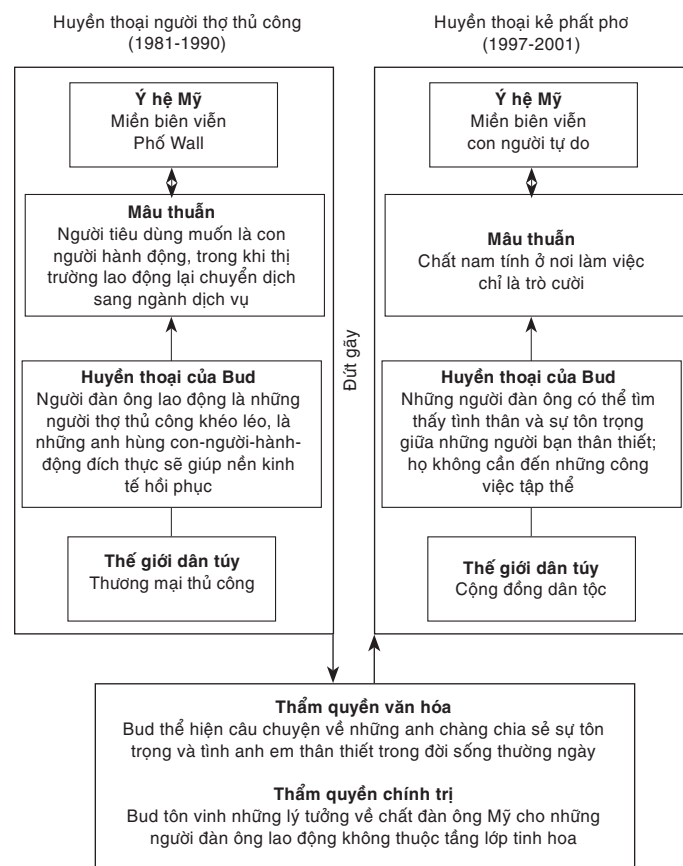 Huyền thoại người thợ thủ công
(1981-1990)
Ý hệ Mỹ
Miền biên viễn
Phố Wall
Mâu thuẫn
Người tiêu dùng muốn là con
người hành động, trong khi thị
trường lao động lại chuyển dịch
sang ngành dịch vụ
Huyền thoại của Bud
Người đàn ông lao động là những
người thợ thủ công khéo léo, là
những anh hùng con-người-hành-
động đích thực sẽ giúp nền kinh
tế hồi phục
Thế giới dân túy
Thương mại thủ công
Đứt gãy
Huyền thoại kẻ phất phơ
(1997-2001)
Ý hệ Mỹ
Miền biên viễn
con người tự do
Mâu thuẫn
Chất nam tính ở nơi làm việc
chỉ là trò cười
Huyền thoại của Bud
Những người đàn ông có thể tìm
thấy tình thân và sự tôn trọng
giữa những người bạn thân thiết;
họ không cần đến những công
việc tập thể
Thế giới dân túy
Cộng đồng dân tộc
Thẩm quyền văn hóa
Bud thể hiện câu chuyện về những anh chàng chia sẻ sự tôn
trọng và tình anh em thân thiết trong đời sống thường ngày
Thẩm quyền chính trị
Bud tôn vinh những lý tưởng về chất đàn ông Mỹ cho những
người đàn ông lao động không thuộc tầng lớp tinh hoa